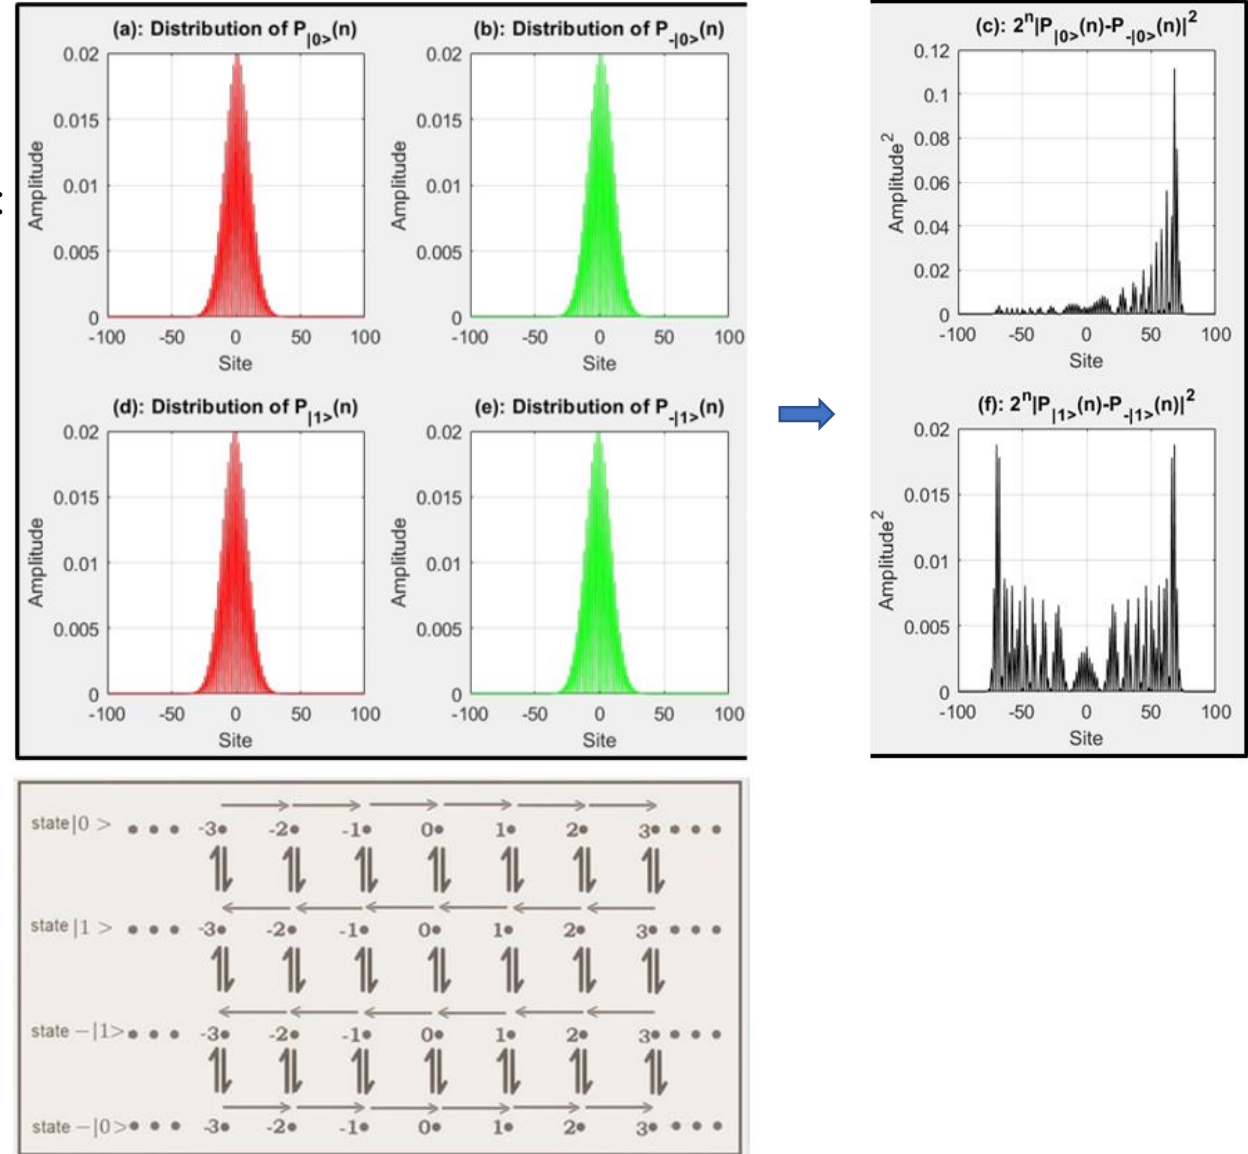 (a): Distribution of P|0>(n)
0.02
0.015
0.01
0.005
0
Amplitude
-100 -50 0 50 100
Site
(b): Distribution of P-|0>(n)
0.02
0.015
0.01
0.005
0
Amplitude
-100 -50 0 50 100
Site
(c): 2^n|P|0>(n)-P-|0>(n)|^2
0.12
0.1
0.08
0.06
0.04
0.02
0
Amplitude^2
-100 -50 0 50 100
Site
(d): Distribution of P|1>(n)
0.02
0.015
0.01
0.005
0
Amplitude
-100 -50 0 50 100
Site
(e): Distribution of P-|1>(n)
0.02
0.015
0.01
0.005
0
Amplitude
-100 -50 0 50 100
Site
(f): 2^n|P|1>(n)-P-|1>(n)|^2
0.02
0.015
0.01
0.005
0
Amplitude^2
-100 -50 0 50 100
Site
state|0 > • • • -3• -2• -1• 0• 1• 2• 3• • • •
state|1 > • • • -3• -2• -1• 0• 1• 2• 3• • • •
state −|1> • • • -3• -2• -1• 0• 1• 2• 3• • • •
state −|0> • • • -3• -2• -1• 0• 1• 2• 3• • • •